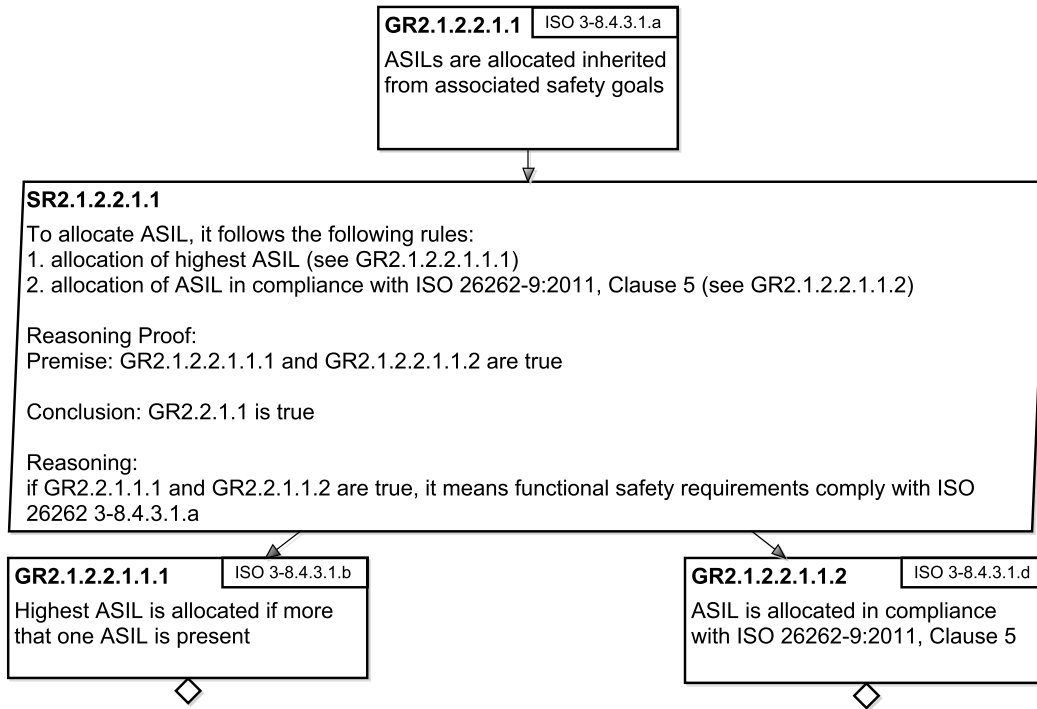 GR2.1.2.2.1.1 ISO 3-8.4.3.1.a
ASILs are allocated inherited
from associated safety goals
SR2.1.2.2.1.1
To allocate ASIL, it follows the following rules:
1. allocation of highest ASIL (see GR2.1.2.2.1.1.1)
2. allocation of ASIL in compliance with ISO 26262-9:2011, Clause 5 (see GR2.1.2.2.1.1.2)
Reasoning Proof:
Premise: GR2.1.2.2.1.1.1 and GR2.1.2.2.1.1.2 are true
Conclusion: GR2.2.1.1 is true
Reasoning:
if GR2.2.1.1.1 and GR2.2.1.1.2 are true, it means functional safety requirements comply with ISO
26262 3-8.4.3.1.a
GR2.1.2.2.1.1.1 ISO 3-8.4.3.1.b
Highest ASIL is allocated if more
that one ASIL is present
GR2.1.2.2.1.1.2 ISO 3-8.4.3.1.d
ASIL is allocated in compliance
with ISO 26262-9:2011, Clause 5